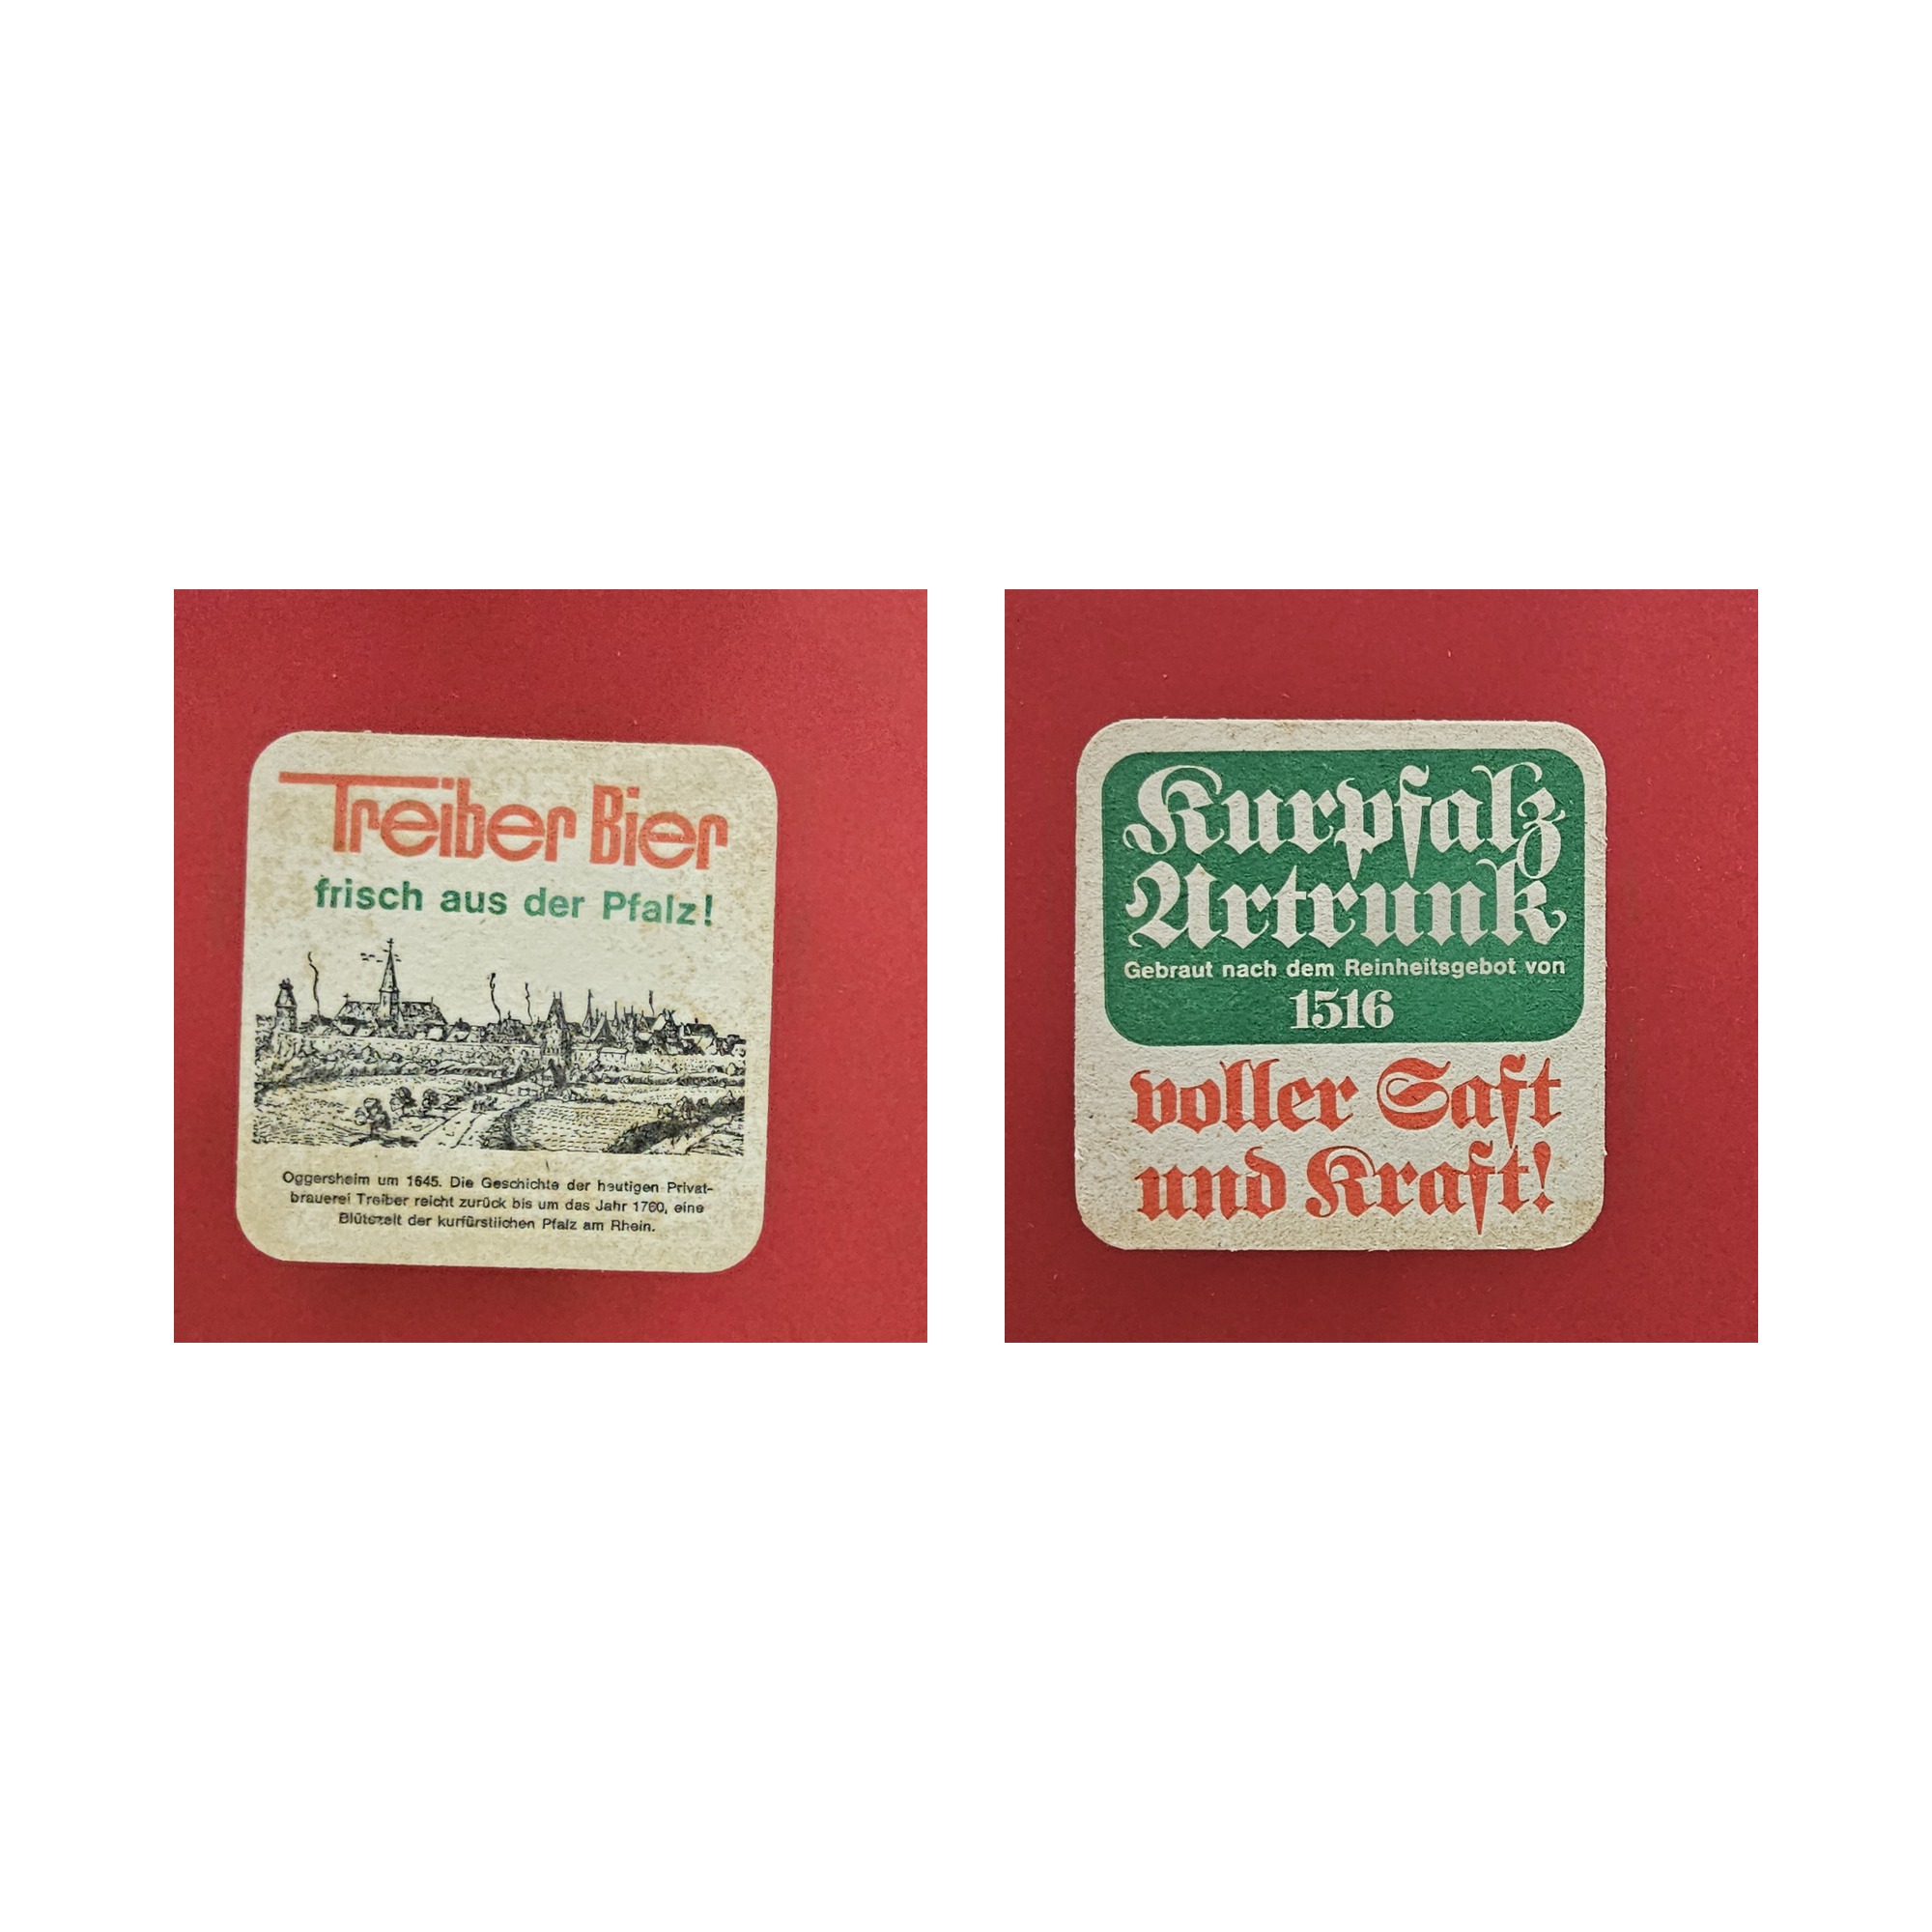 Treiber Bier
frisch aus der Pfalz!
Oggersheim um 1645. Die Geschichte der heutigen Privat-
brauerei Treiber reicht zurück bis um das Jahr 1760, eine
Blütezeit der kurfürstlichen Pfalz am Rhein.
Kurpfalz
Urtrunk
Gebraut nach dem Reinheitsgebot von
1516
voller Saft
und Kraft!